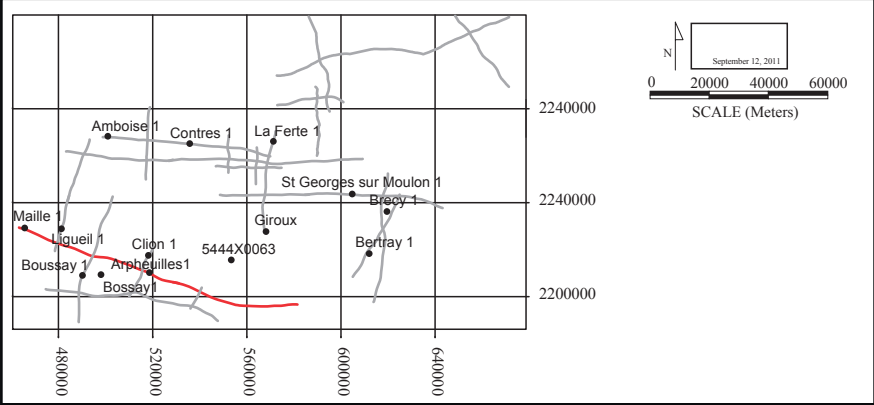 N
September 12, 2011
0 20000 40000 60000
SCALE (Meters)
2240000
Amboise 1
Contres 1
La Ferte 1
St Georges sur Moulon 1
2240000
Brecy 1
Maille 1
Liqueil 1
Giroux
Clion 1
5444X0063
Bertray 1
Boussay 1
Arpheuilles1
Bossay1
2200000
480000
520000
560000
600000
640000